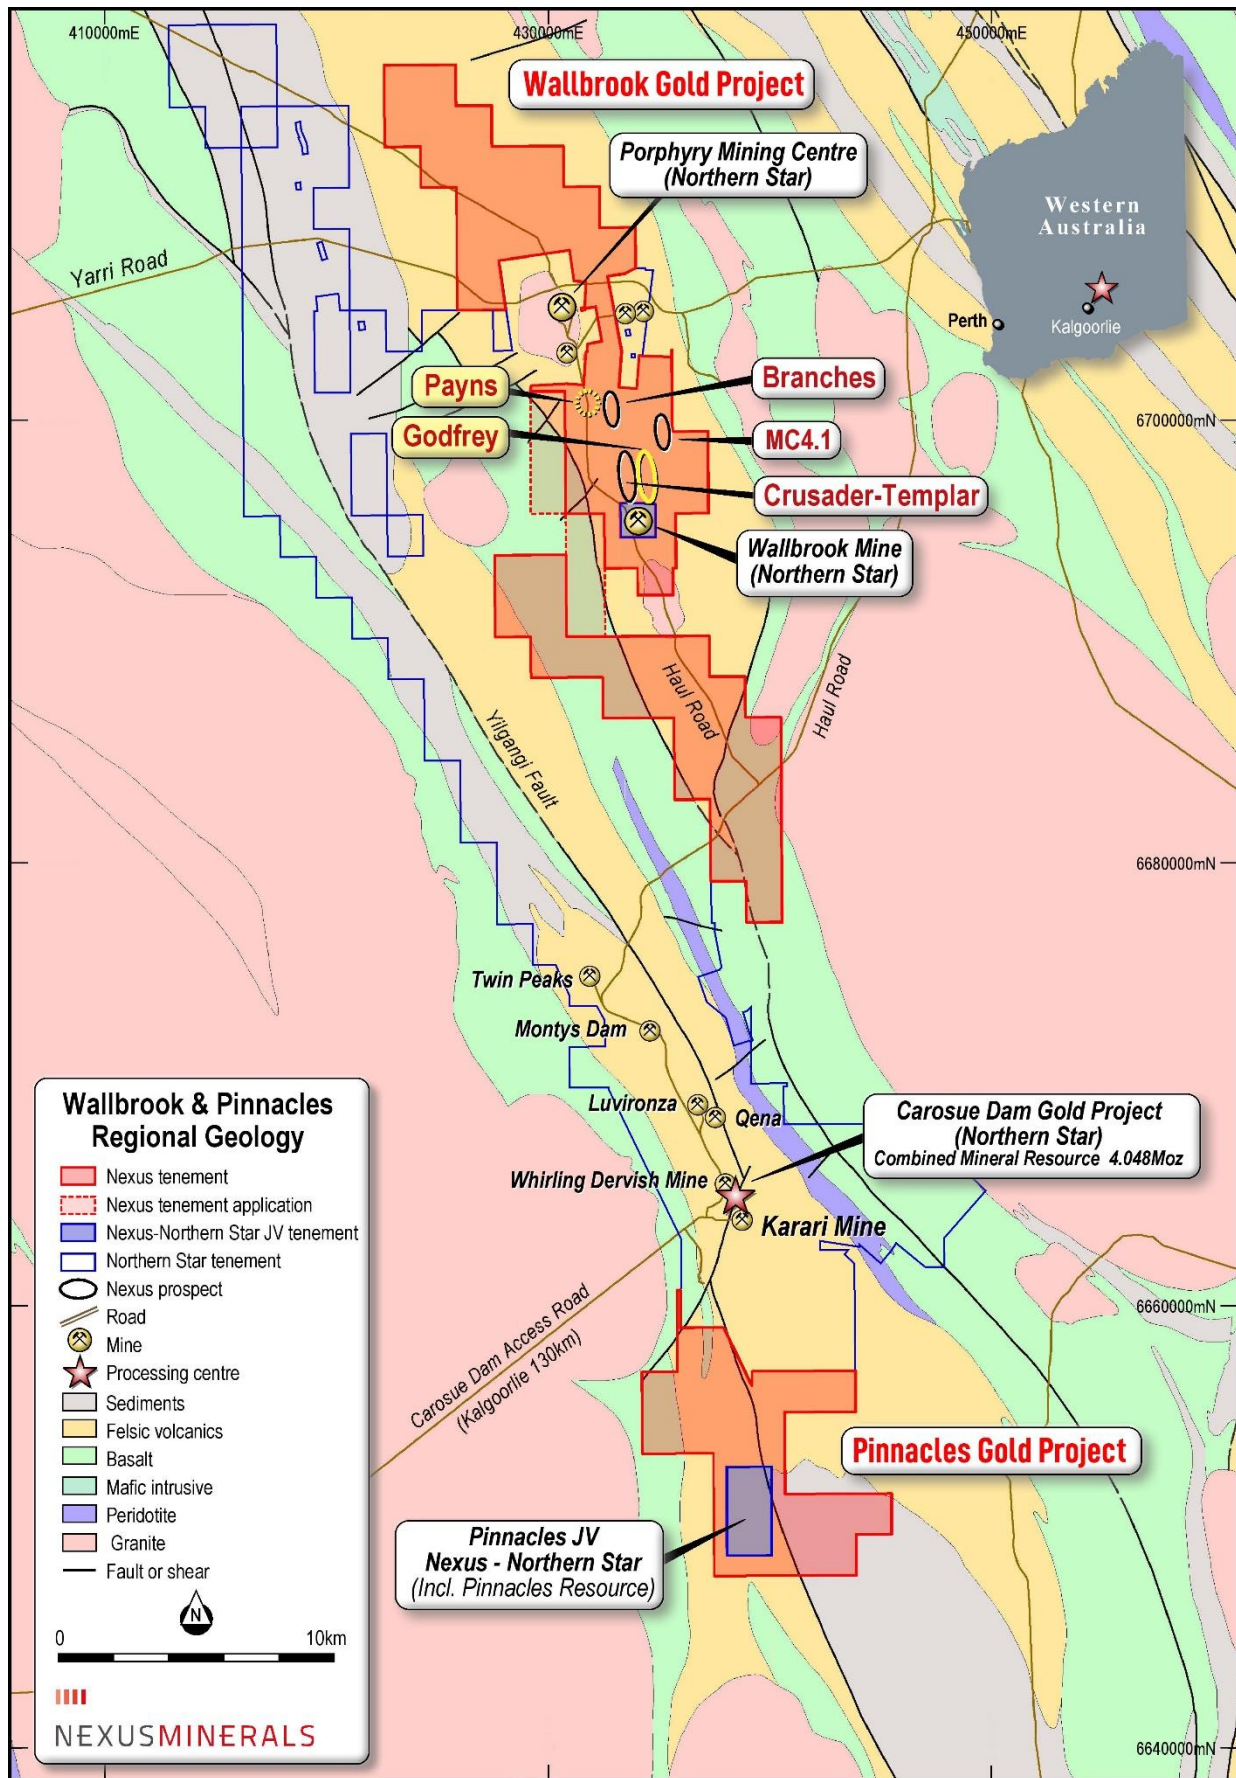 410000mE
430000mE
450000mE
Wallbrook Gold Project
Porphyry Mining Centre
(Northern Star)
Western
Australia
Perth
Kalgoorlie
Yarri Road
Payns
Branches
Godfrey
MC4.1
6700000mN
Crusader-Templar
Wallbrook Mine
(Northern Star)
Haul Road
Haul Road
Yilgangi Fault
6680000mN
Twin Peaks
Montys Dam
Luvironza
Qena
Carosue Dam Gold Project
(Northern Star)
Combined Mineral Resource 4.048Moz
Whirling Dervish Mine
Karari Mine
6660000mN
Carosue Dam Access Road
(Kalgoorlie 130km)
Pinnacles Gold Project
Pinnacles JV
Nexus - Northern Star
(Incl. Pinnacles Resource)
6640000mN
Wallbrook & Pinnacles
Regional Geology
Nexus tenement
Nexus tenement application
Nexus-Northern Star JV tenement
Northern Star tenement
Nexus prospect
Road
Mine
Processing centre
Sediments
Felsic volcanics
Basalt
Mafic intrusive
Peridotite
Granite
Fault or shear
N
0 10km
NEXUSMINERALS